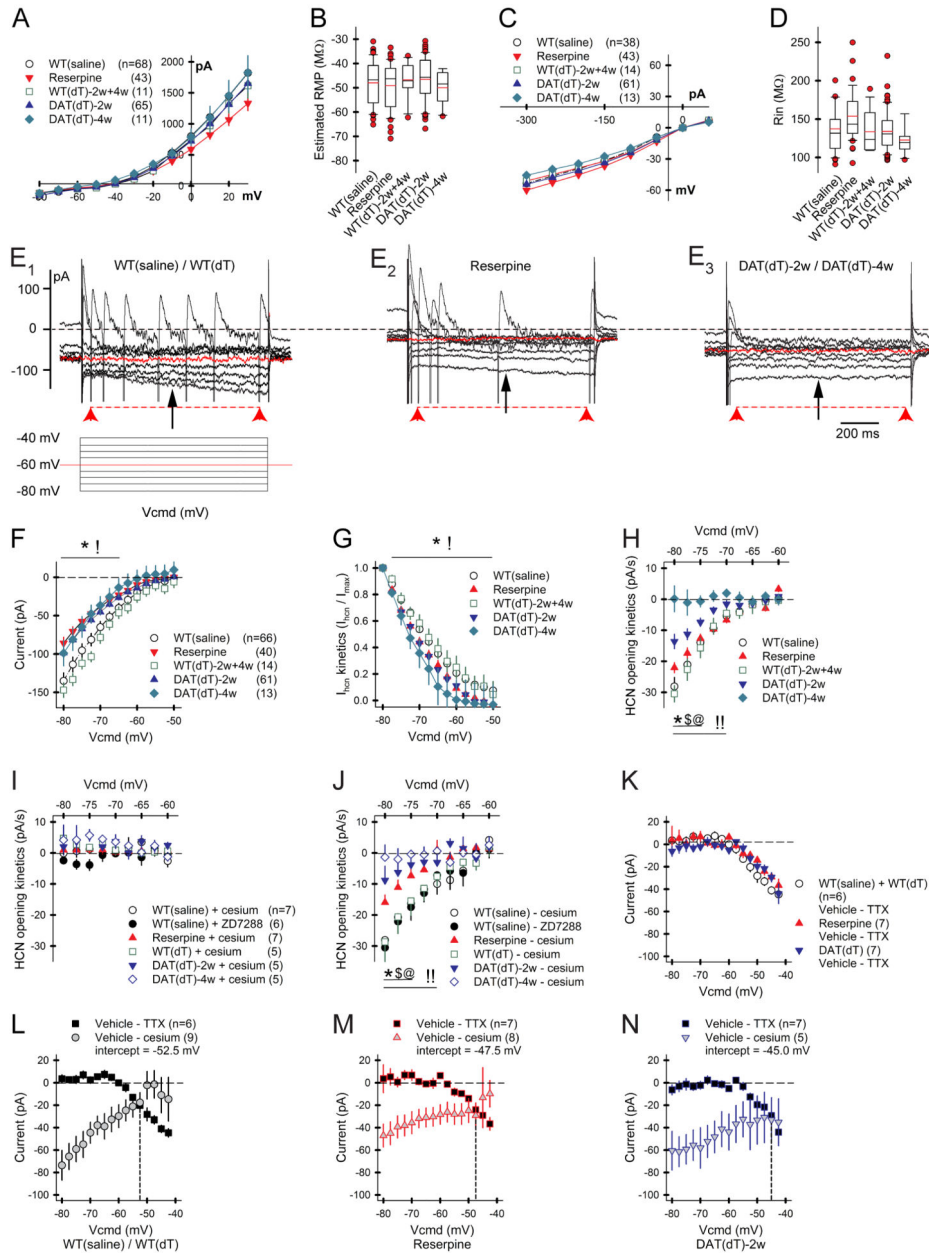 A
WT(saline) (n=68)
Reserpine (43)
WT(dT)-2w+4w (11)
DAT(dT)-2w (65)
DAT(dT)-4w (11)
pA
2000
1600
1200
800
400
0
-80 -60 -40 -20 0 20
mV
B
Estimated RMP (MΩ)
-30
-40
-50
-60
-70
-80
WT(saline)
Reserpine
WT(dT)-2w+4w
DAT(dT)-2w
DAT(dT)-4w
C
WT(saline) (n=38)
Reserpine (43)
WT(dT)-2w+4w (14)
DAT(dT)-2w (61)
DAT(dT)-4w (13)
pA
-300 -150 0
0
-30
-60
mV
D
Rin (MΩ)
250
200
150
100
WT(saline)
Reserpine
WT(dT)-2w+4w
DAT(dT)-2w
DAT(dT)-4w
E1
WT(saline) / WT(dT)
pA
0
-100
E2
Reserpine
E3
DAT(dT)-2w / DAT(dT)-4w
200 ms
-40 mV
-60 mV
-80 mV
Vcmd (mV)
F
* !
Current (pA)
0
-50
-100
-150
WT(saline) (n=66)
Reserpine (40)
WT(dT)-2w+4w (14)
DAT(dT)-2w (61)
DAT(dT)-4w (13)
-80 -70 -60 -50
Vcmd (mV)
G
* !
Ihcn kinetics (Ihcn / Imax)
1.0
0.8
0.6
0.4
0.2
0.0
WT(saline)
Reserpine
WT(dT)-2w+4w
DAT(dT)-2w
DAT(dT)-4w
-80 -70 -60 -50
Vcmd (mV)
H
Vcmd (mV)
-80 -75 -70 -65 -60
HCN opening kinetics (pA/s)
10
0
-10
-20
-30
WT(saline)
Reserpine
WT(dT)-2w+4w
DAT(dT)-2w
DAT(dT)-4w
*$@ !!
I
Vcmd (mV)
-80 -75 -70 -65 -60
HCN opening kinetics (pA/s)
10
0
-10
-20
-30
WT(saline) + cesium (n=7)
WT(saline) + ZD7288 (6)
Reserpine + cesium (7)
WT(dT) + cesium (5)
DAT(dT)-2w + cesium (5)
DAT(dT)-4w + cesium (5)
J
Vcmd (mV)
-80 -75 -70 -65 -60
HCN opening kinetics (pA/s)
10
0
-10
-20
-30
WT(saline) - cesium
WT(saline) - ZD7288
Reserpine - cesium
WT(dT) - cesium
DAT(dT)-2w - cesium
DAT(dT)-4w - cesium
*$@ !!
K
Current (pA)
20
0
-20
-40
-60
-80
-100
WT(saline) + WT(dT)
(n=6)
Vehicle - TTX
Reserpine (7)
Vehicle - TTX
DAT(dT) (7)
Vehicle - TTX
-80 -70 -60 -50 -40
Vcmd (mV)
L
Vehicle - TTX (n=6)
Vehicle - cesium (9)
intercept = -52.5 mV
Current (pA)
20
0
-20
-40
-60
-80
-100
-80 -70 -60 -50 -40
Vcmd (mV)
WT(saline) / WT(dT)
M
Vehicle - TTX (n=7)
Vehicle - cesium (8)
intercept = -47.5 mV
Current (pA)
20
0
-20
-40
-60
-80
-100
-80 -70 -60 -50 -40
Vcmd (mV)
Reserpine
N
Vehicle - TTX (n=7)
Vehicle - cesium (5)
intercept = -45.0 mV
Current (pA)
20
0
-20
-40
-60
-80
-100
-80 -70 -60 -50 -40
Vcmd (mV)
DAT(dT)-2w